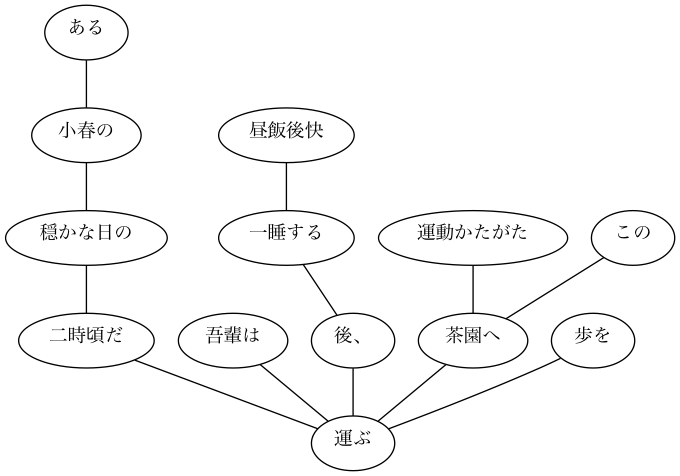 ある
小春の
昼飯後快
穏かな日の
一睡する
運動かたがた
この
二時頃だ
吾輩は
後、
茶園へ
歩を
運ぶ